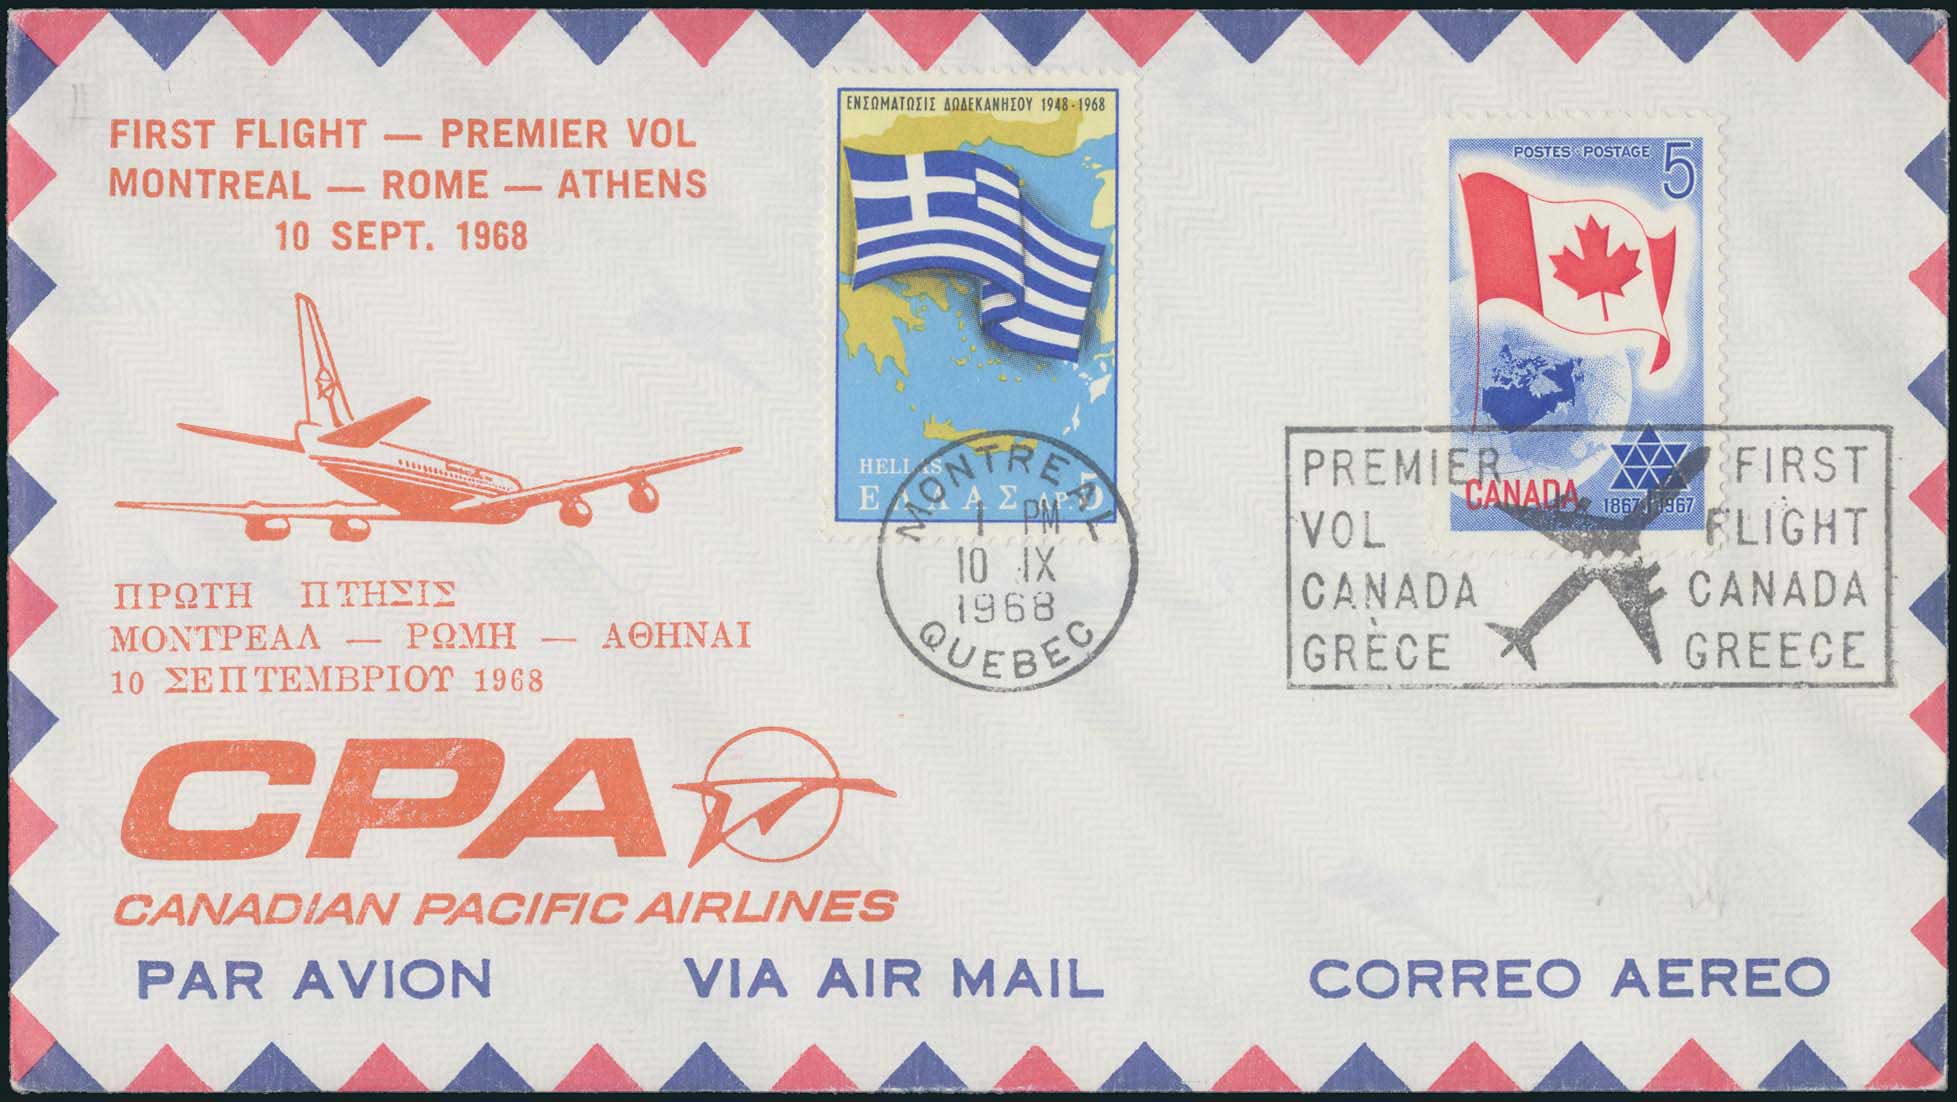 FIRST FLIGHT — PREMIER VOL
MONTREAL — ROME — ATHENS
10 SEPT. 1968
ΠΡΩΤΗ ΠΤΗΣΙΣ
ΜΟΝΤΡΕΑΛ — ΡΩΜΗ — ΑΘΗΝΑΙ
10 ΣΕΠΤΕΜΒΡΙΟΥ 1968
CPA
CANADIAN PACIFIC AIRLINES
ΕΝΣΩΜΑΤΩΣΙΣ ΔΩΔΕΚΑΝΗΣΟΥ 1948-1968
HELLAS
ΕΛΛΑΣ ΔΡ.5
MONTREAL
1 PM
10 IX
1968
QUEBEC
POSTES·POSTAGE 5
CANADA
1867 1967
PREMIER
VOL
CANADA
GRÈCE
FIRST
FLIGHT
CANADA
GREECE
PAR AVION VIA AIR MAIL CORREO AEREO